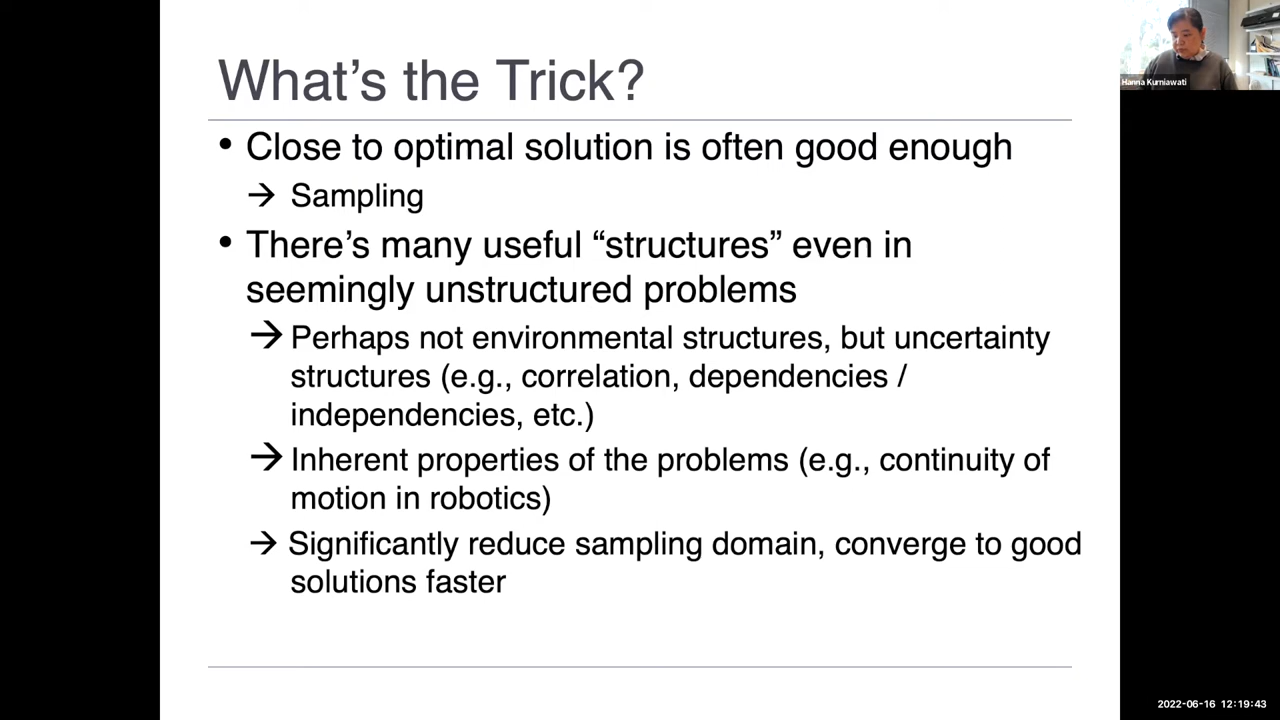 What's the Trick?
• Close to optimal solution is often good enough
→ Sampling
• There's many useful “structures” even in
seemingly unstructured problems
→ Perhaps not environmental structures, but uncertainty
structures (e.g., correlation, dependencies /
independencies, etc.)
→ Inherent properties of the problems (e.g., continuity of
motion in robotics)
→ Significantly reduce sampling domain, converge to good
solutions faster
Hanna Kurniawati
2022-06-16 12:19:43